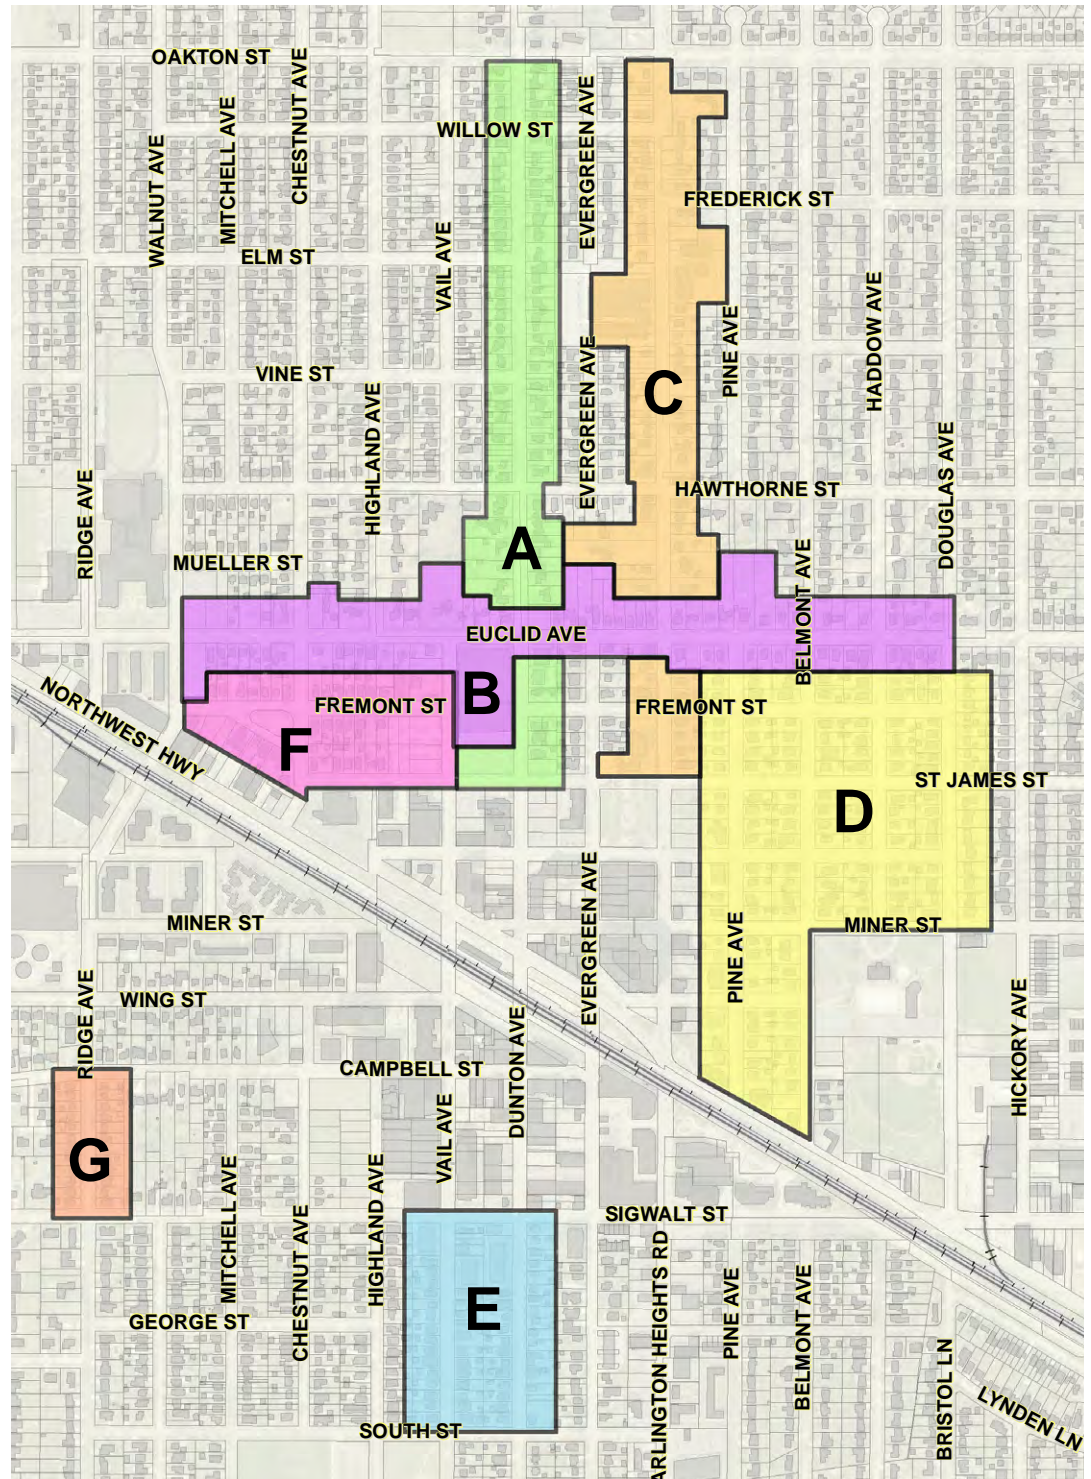 OAKTON ST
WILLOW ST
WALNUT AVE
MITCHELL AVE
CHESTNUT AVE
EVERGREEN AVE
FREDERICK ST
ELM ST
VAIL AVE
VINE ST
HIGHLAND AVE
EVERGREEN AVE
C
PINE AVE
HADDOW AVE
DOUGLAS AVE
HAWTHORNE ST
RIDGE AVE
MUELLER ST
A
BELMONT AVE
EUCLID AVE
B
FREMONT ST
FREMONT ST
NORTHWEST HWY
F
ST JAMES ST
D
MINER ST
MINER ST
EVERGREEN AVE
PINE AVE
RIDGE AVE
WING ST
HICKORY AVE
CAMPBELL ST
DUNTON AVE
VAIL AVE
G
MITCHELL AVE
CHESTNUT AVE
HIGHLAND AVE
SIGWALT ST
E
GEORGE ST
ARLINGTON HEIGHTS RD
PINE AVE
BELMONT AVE
BRISTOL LN
LYNDEN LN
SOUTH ST